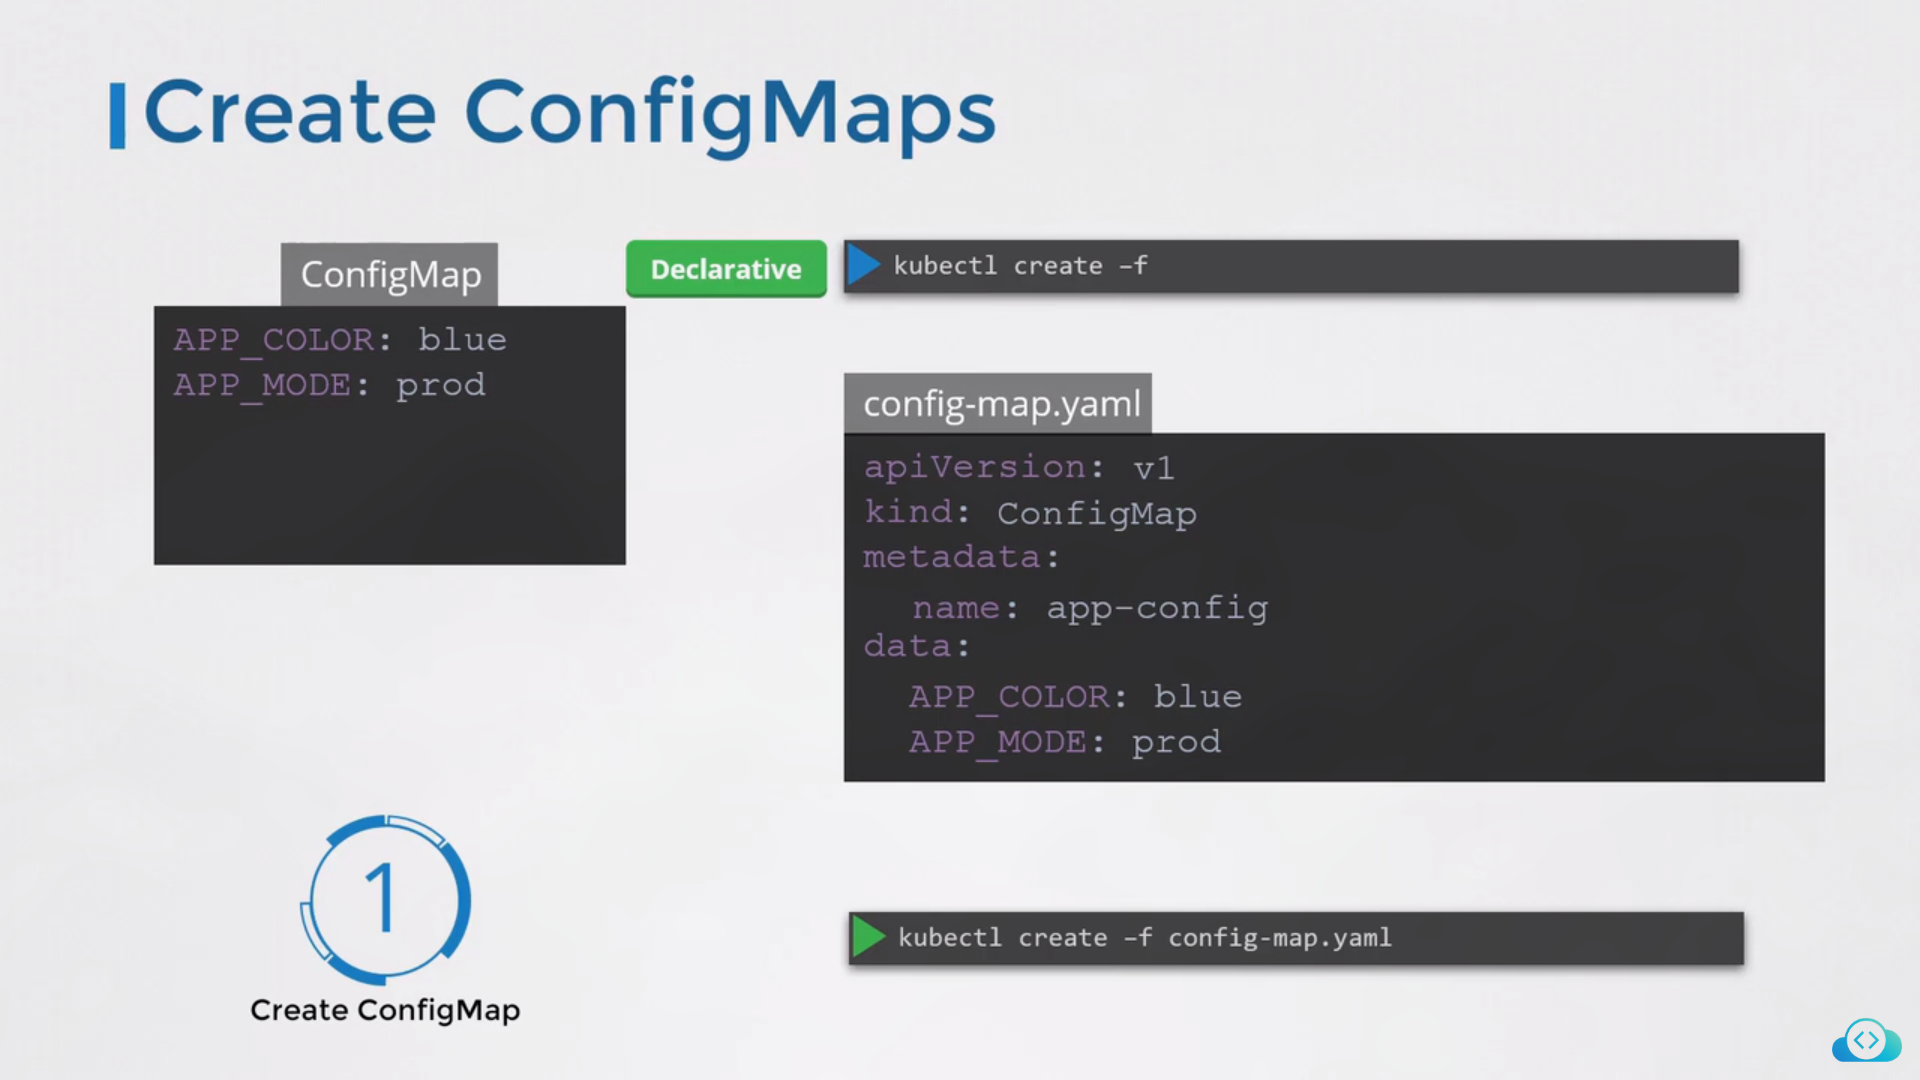 Create ConfigMaps
ConfigMap
APP_COLOR: blue
APP_MODE: prod
Declarative
kubectl create –f
config-map.yaml
apiVersion: v1
kind: ConfigMap
metadata:
name: app-config
data:
APP_COLOR: blue
APP_MODE: prod
1
Create ConfigMap
kubectl create –f config-map.yaml